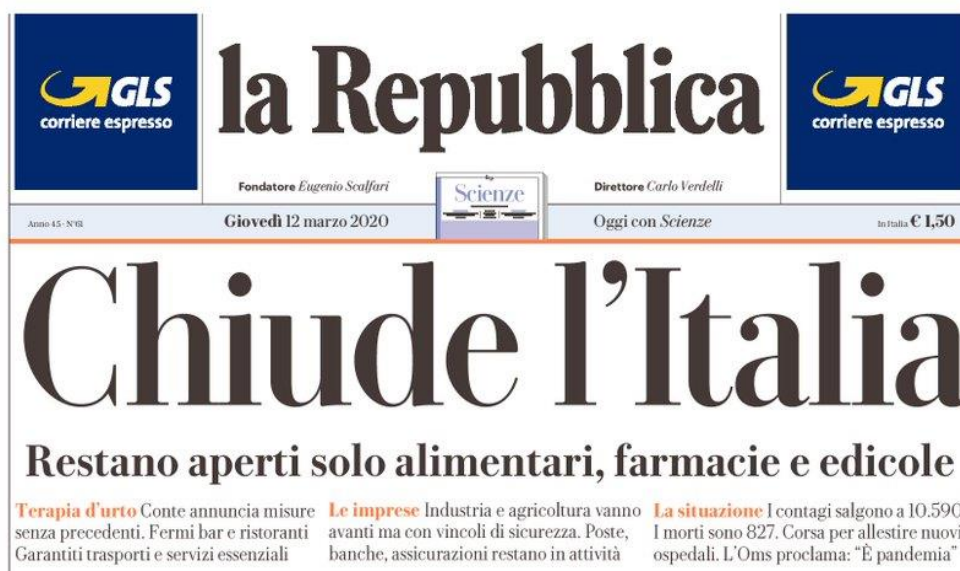 GLS
corriere espresso
la Repubblica
GLS
corriere espresso
Fondatore Eugenio Scalfari
Scienze
Direttore Carlo Verdelli
Anno 45 - N°61
Giovedì 12 marzo 2020
Oggi con Scienze
In Italia € 1,50
Chiude l'Italia
Restano aperti solo alimentari, farmacie e edicole
Terapia d'urto Conte annuncia misure
senza precedenti. Fermi bar e ristoranti
Garantiti trasporti e servizi essenziali
Le imprese Industria e agricoltura vanno
avanti ma con vincoli di sicurezza. Poste,
banche, assicurazioni restano in attività
La situazione I contagi salgono a 10.590
I morti sono 827. Corsa per allestire nuovi
ospedali. L'Oms proclama: “È pandemia”